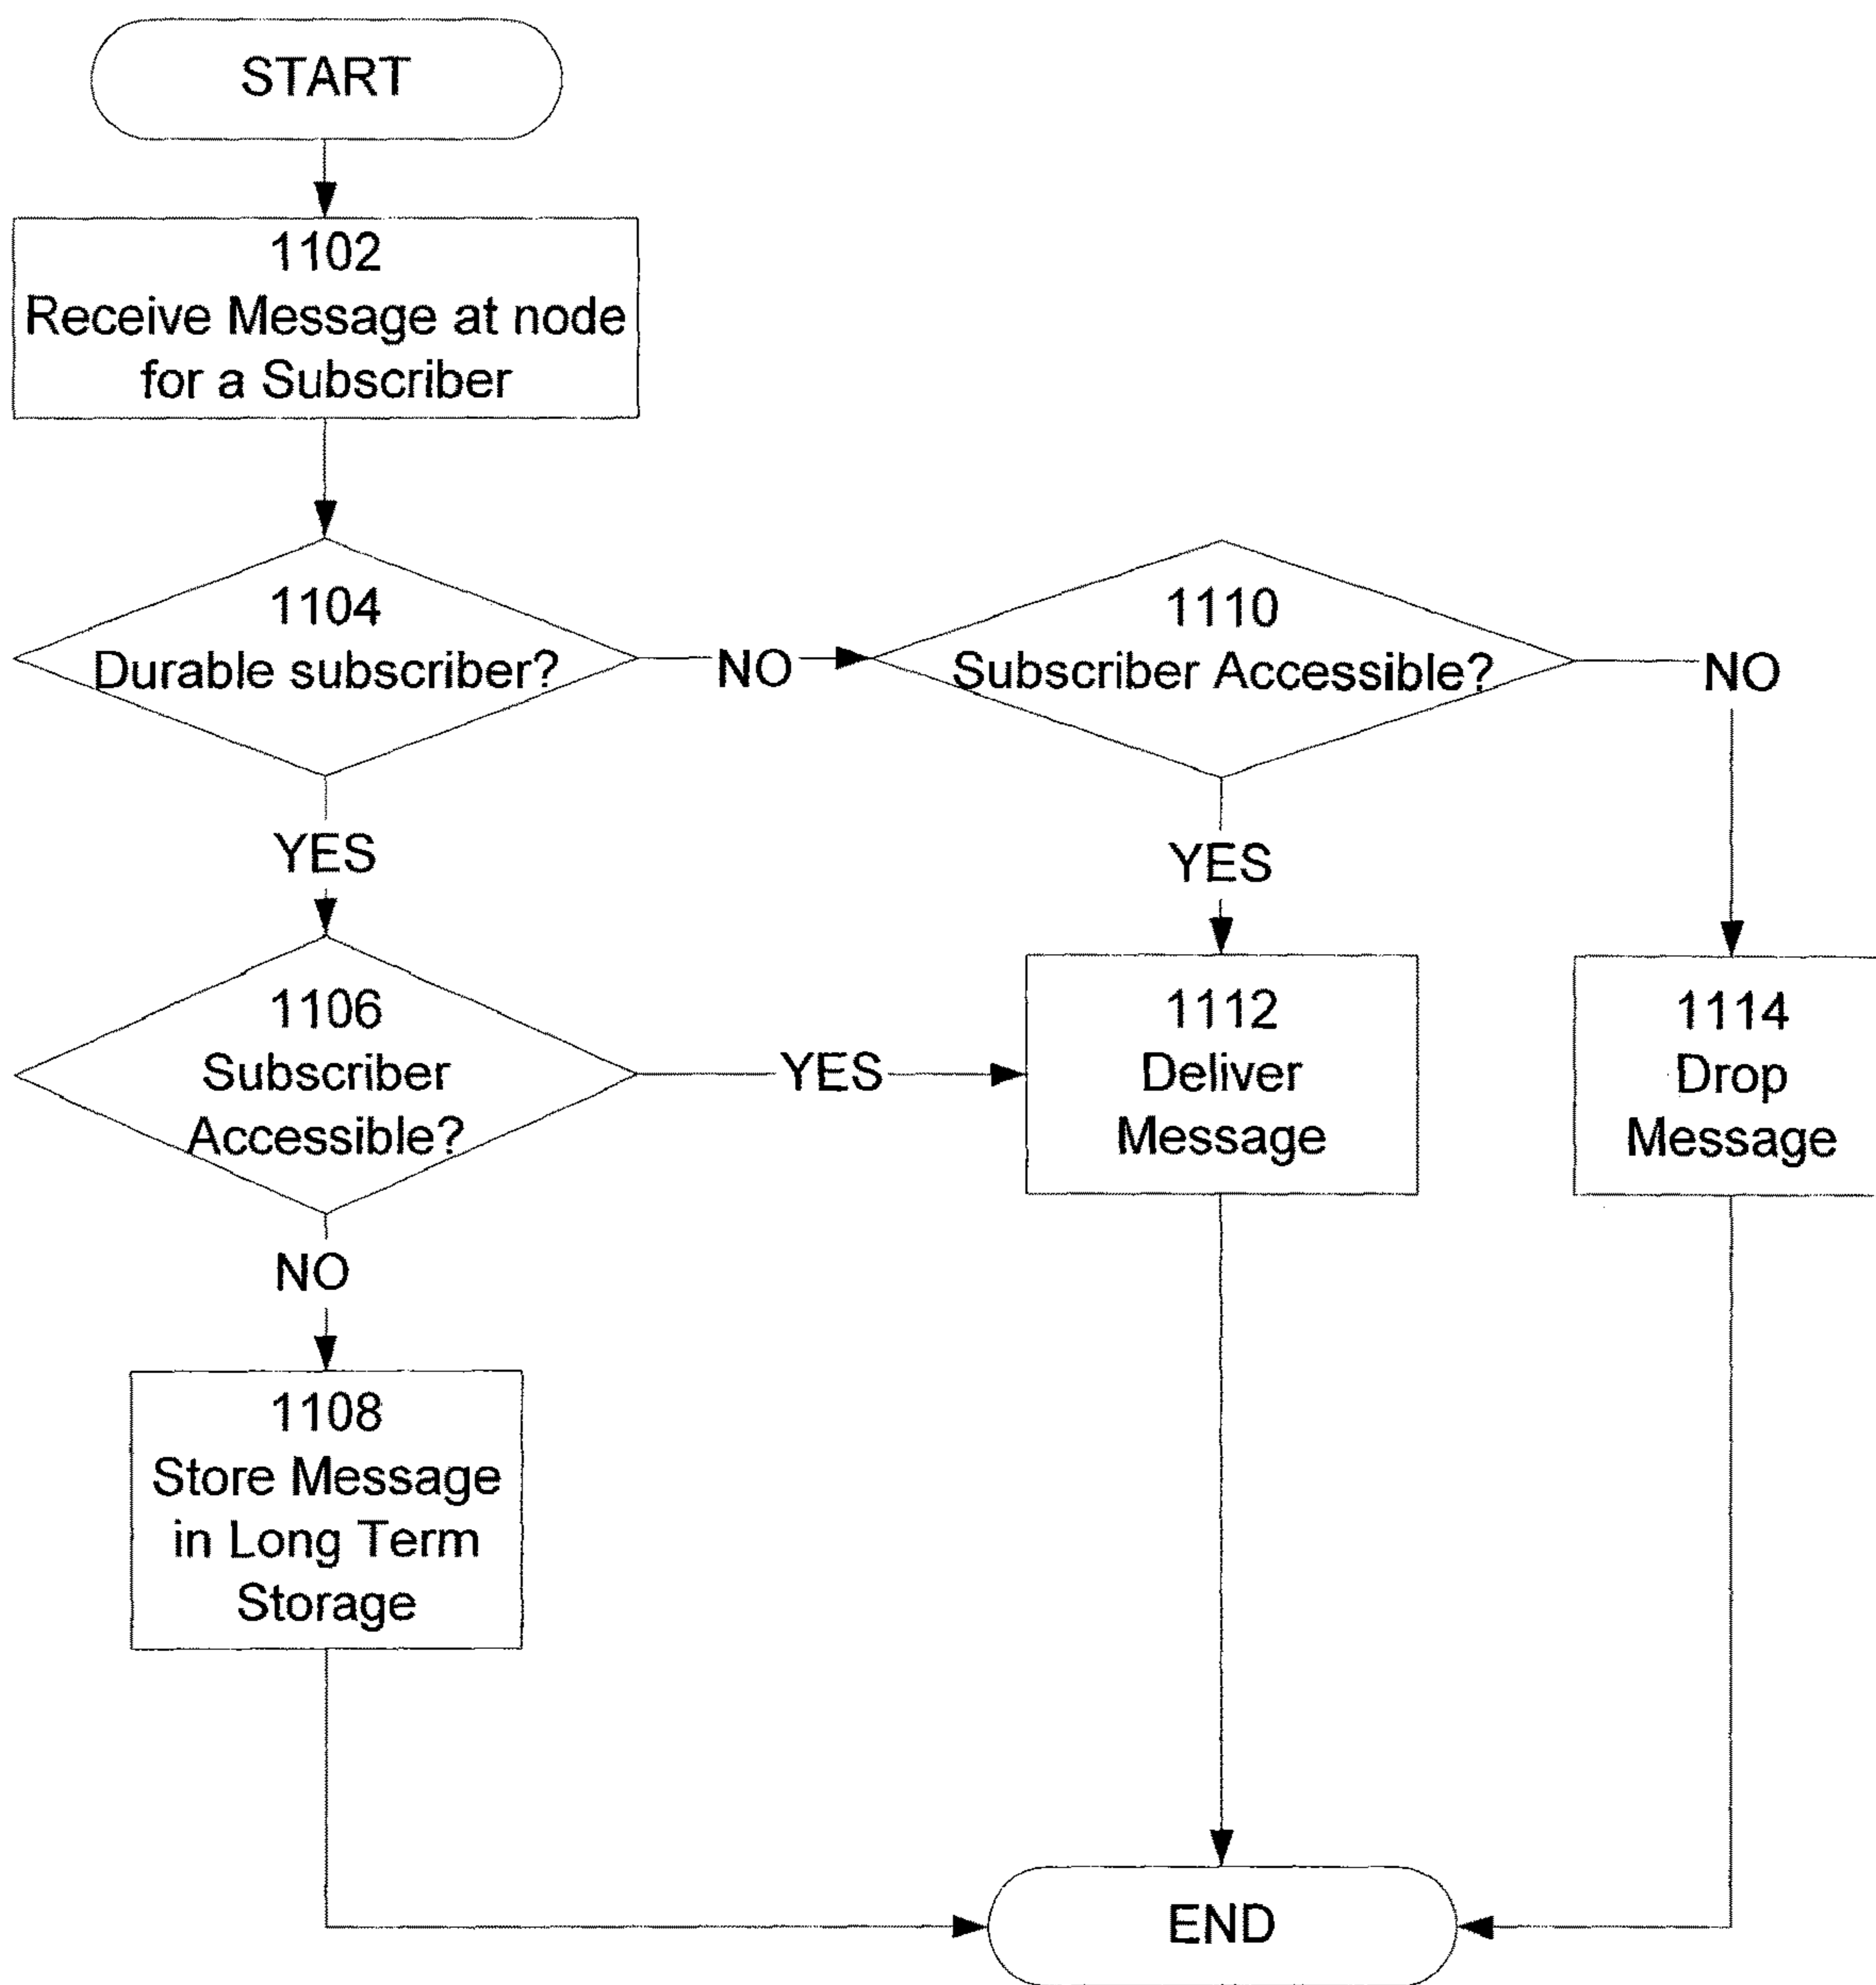 START
1102
Receive Message at node
for a Subscriber
1104
Durable subscriber?
NO
1110
Subscriber Accessible?
NO
YES
YES
1106
Subscriber
Accessible?
YES
1112
Deliver
Message
1114
Drop
Message
NO
1108
Store Message
in Long Term
Storage
END